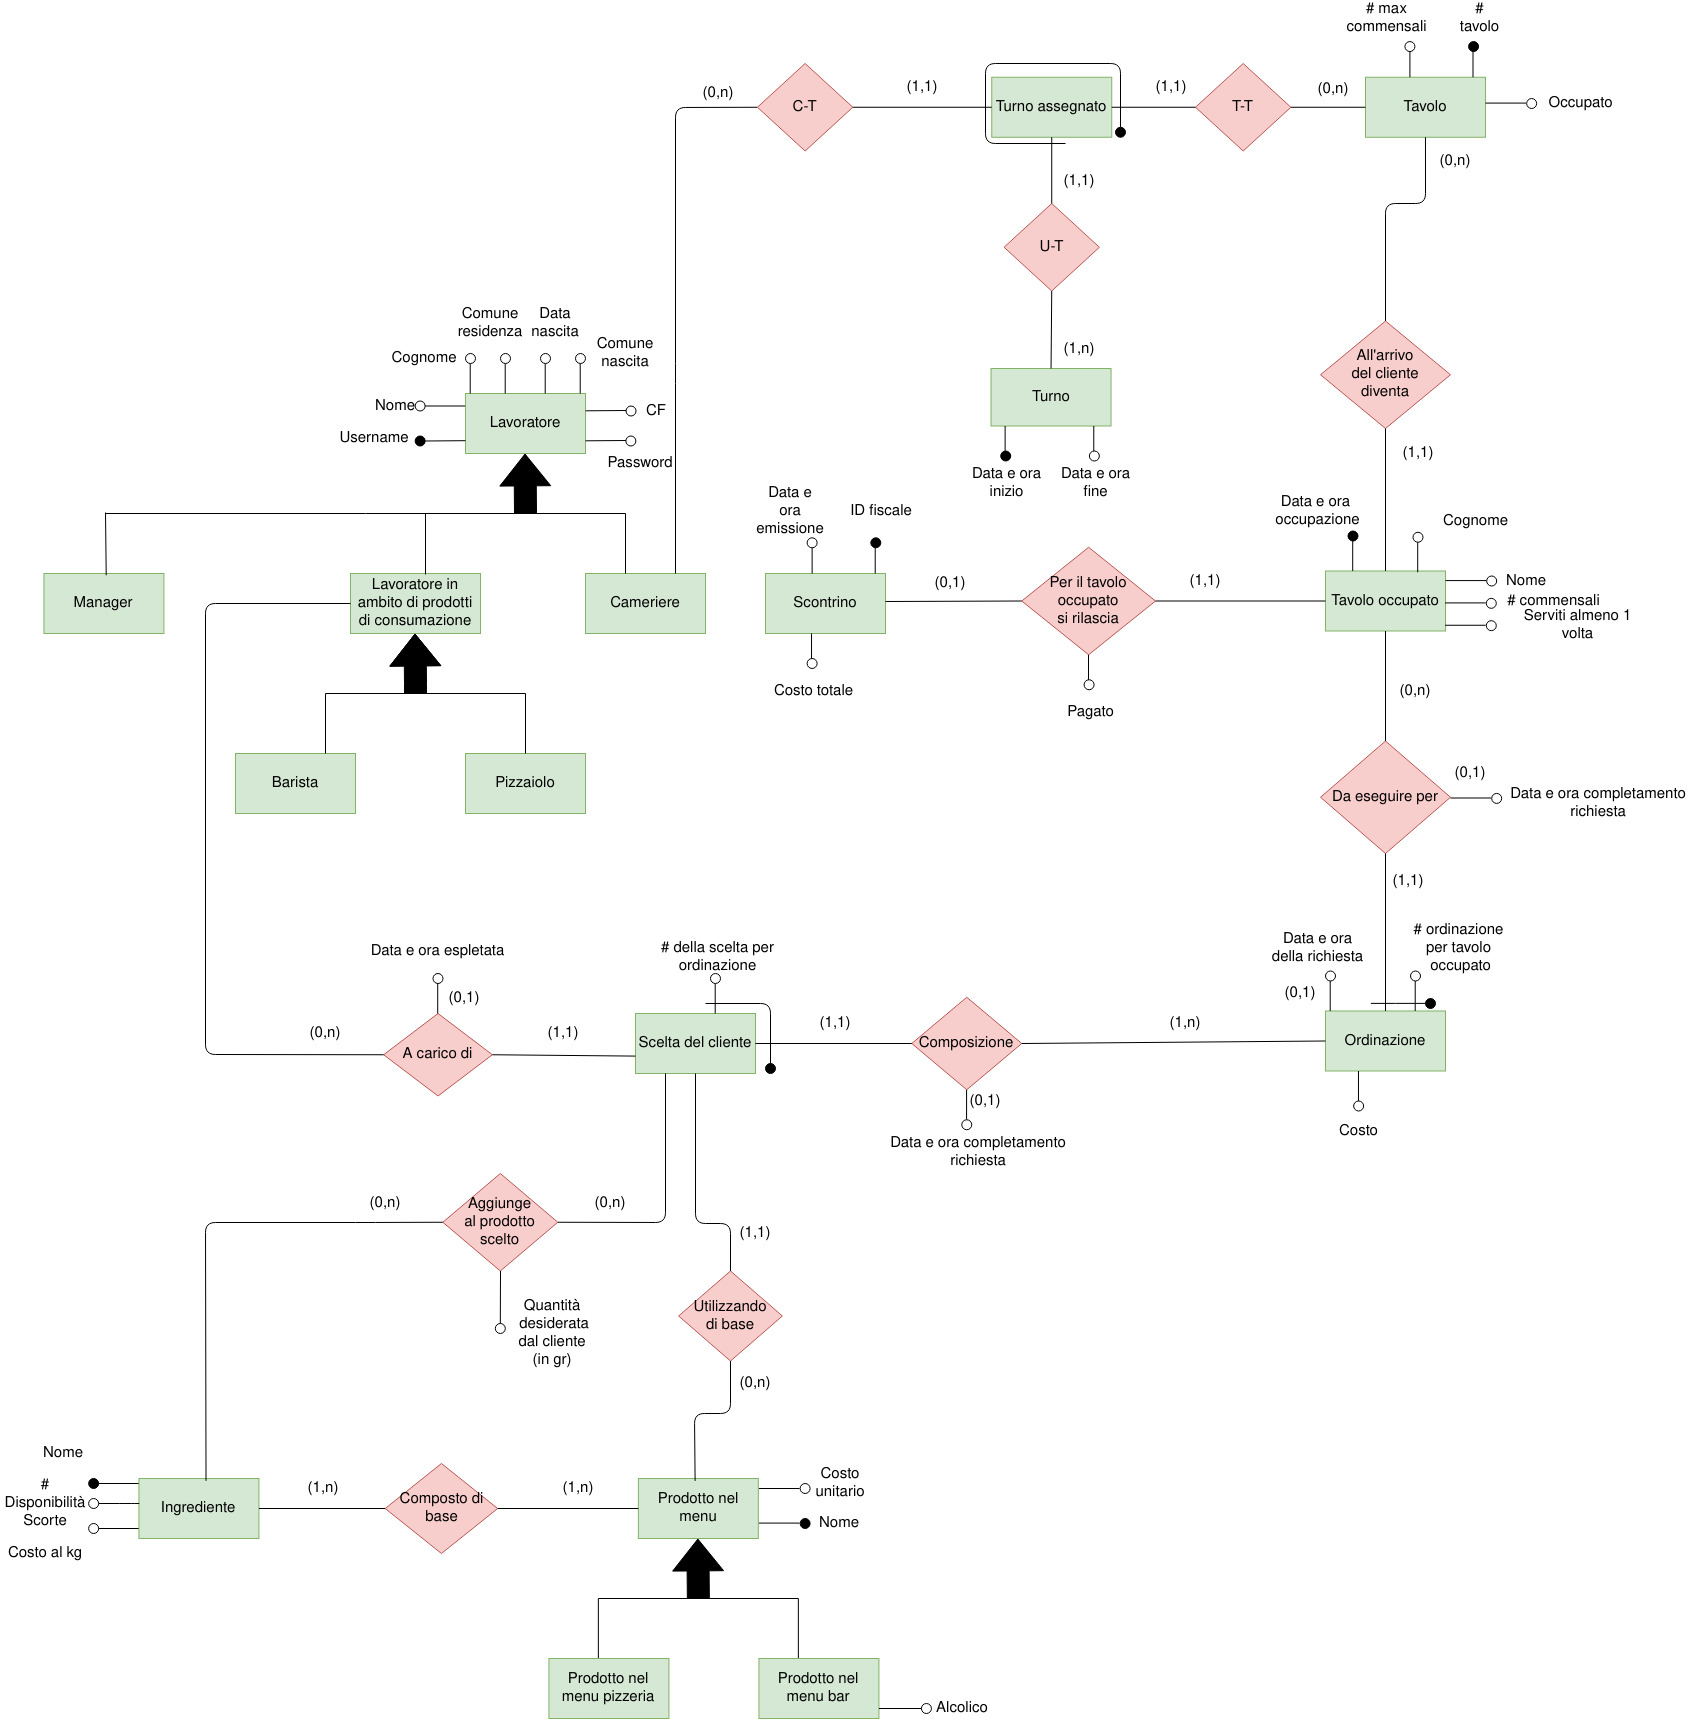 # max
commensali
#
tavolo
(0,n)
C-T
(1,1)
Turno assegnato
(1,1)
T-T
(0,n)
Tavolo
Occupato
(0,n)
(1,1)
U-T
(1,n)
Turno
Data e ora
inizio
Data e ora
fine
All'arrivo
del cliente
diventa
(1,1)
Comune
residenza
Data
nascita
Comune
nascita
Cognome
Nome
Username
Lavoratore
CF
Password
Manager
Lavoratore in
ambito di prodotti
di consumazione
Cameriere
Barista
Pizzaiolo
Data e
ora
emissione
ID fiscale
Scontrino
Costo totale
(0,1)
Per il tavolo
occupato
si rilascia
Pagato
(1,1)
Data e ora
occupazione
Cognome
Tavolo occupato
Nome
# commensali
Serviti almeno 1
volta
(0,n)
Da eseguire per
(0,1)
Data e ora completamento
richiesta
(1,1)
Data e ora
della richiesta
(0,1)
# ordinazione
per tavolo
occupato
Ordinazione
Costo
Data e ora espletata
(0,1)
(0,n)
A carico di
(1,1)
# della scelta per
ordinazione
Scelta del cliente
(1,1)
Composizione
(1,n)
(0,1)
Data e ora completamento
richiesta
(0,n)
Aggiunge
al prodotto
scelto
(0,n)
Quantità
desiderata
dal cliente
(in gr)
(1,1)
Utilizzando
di base
(0,n)
Nome
#
Disponibilità
Scorte
Costo al kg
Ingrediente
(1,n)
Composto di
base
(1,n)
Prodotto nel
menu
Costo
unitario
Nome
Prodotto nel
menu pizzeria
Prodotto nel
menu bar
Alcolico